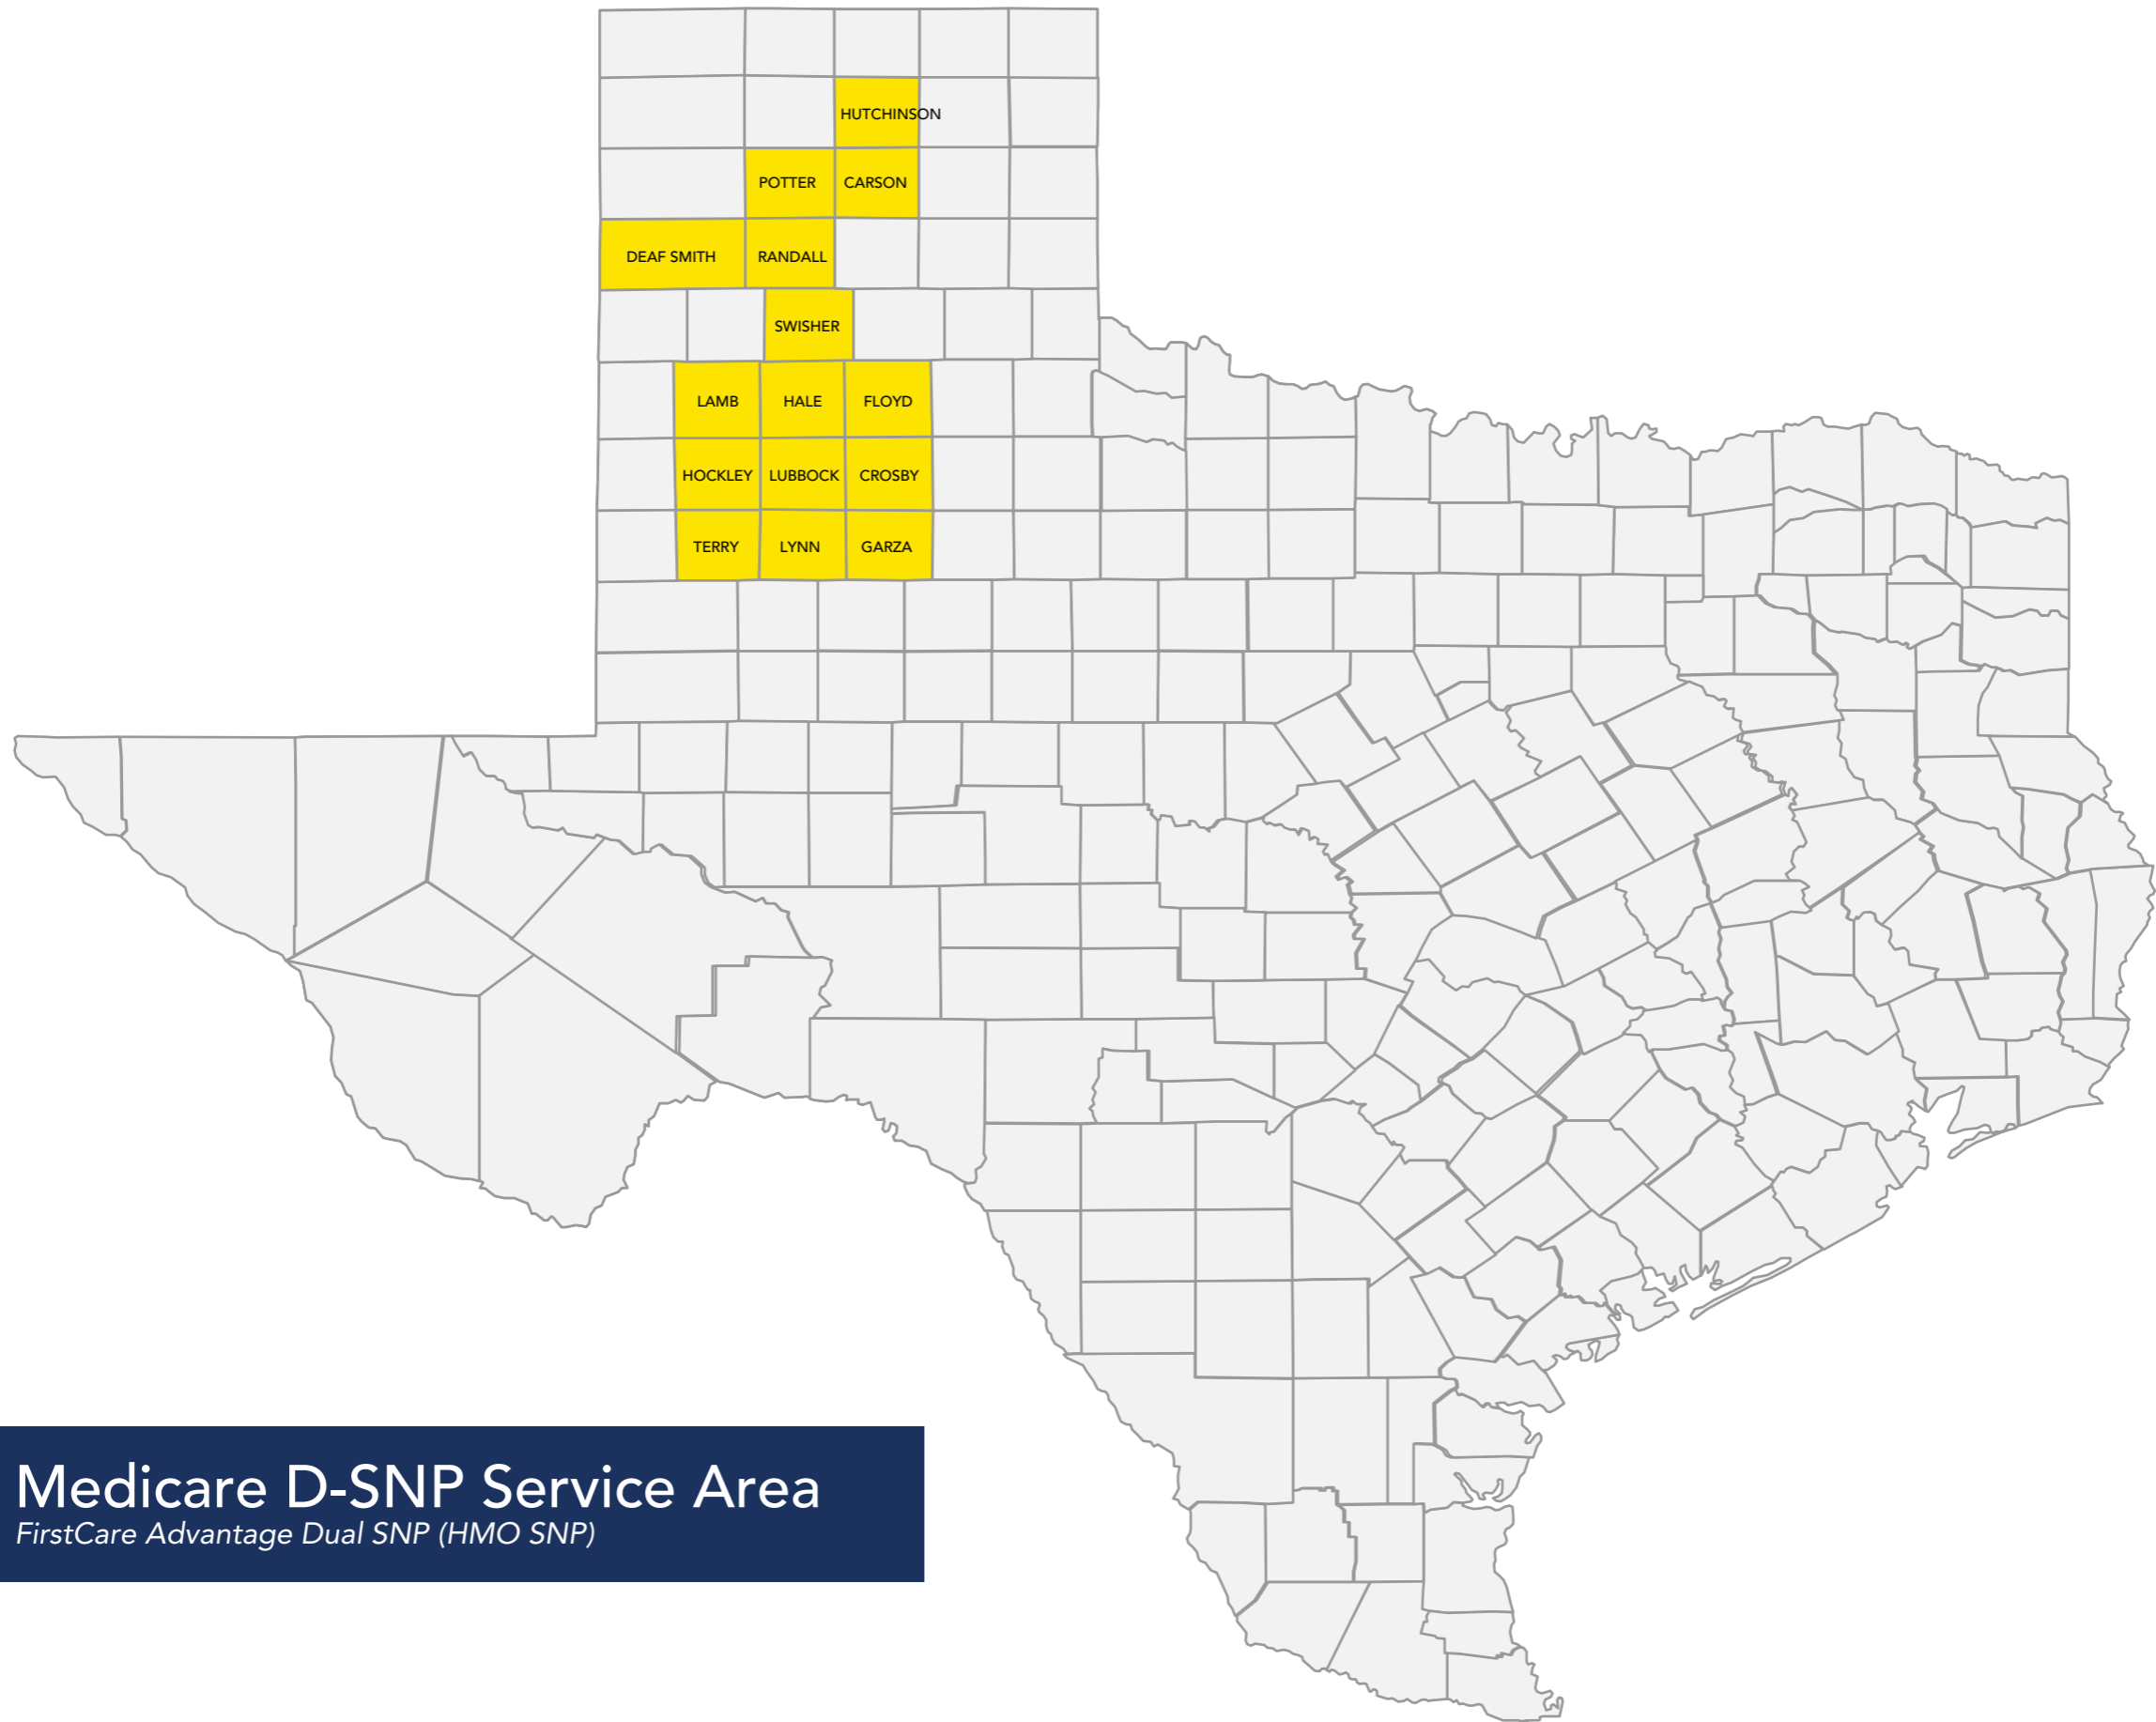 HUTCHINSON
POTTER CARSON
DEAF SMITH RANDALL
SWISHER
LAMB HALE FLOYD
HOCKLEY LUBBOCK CROSBY
TERRY LYNN GARZA
Medicare D-SNP Service Area
FirstCare Advantage Dual SNP (HMO SNP)